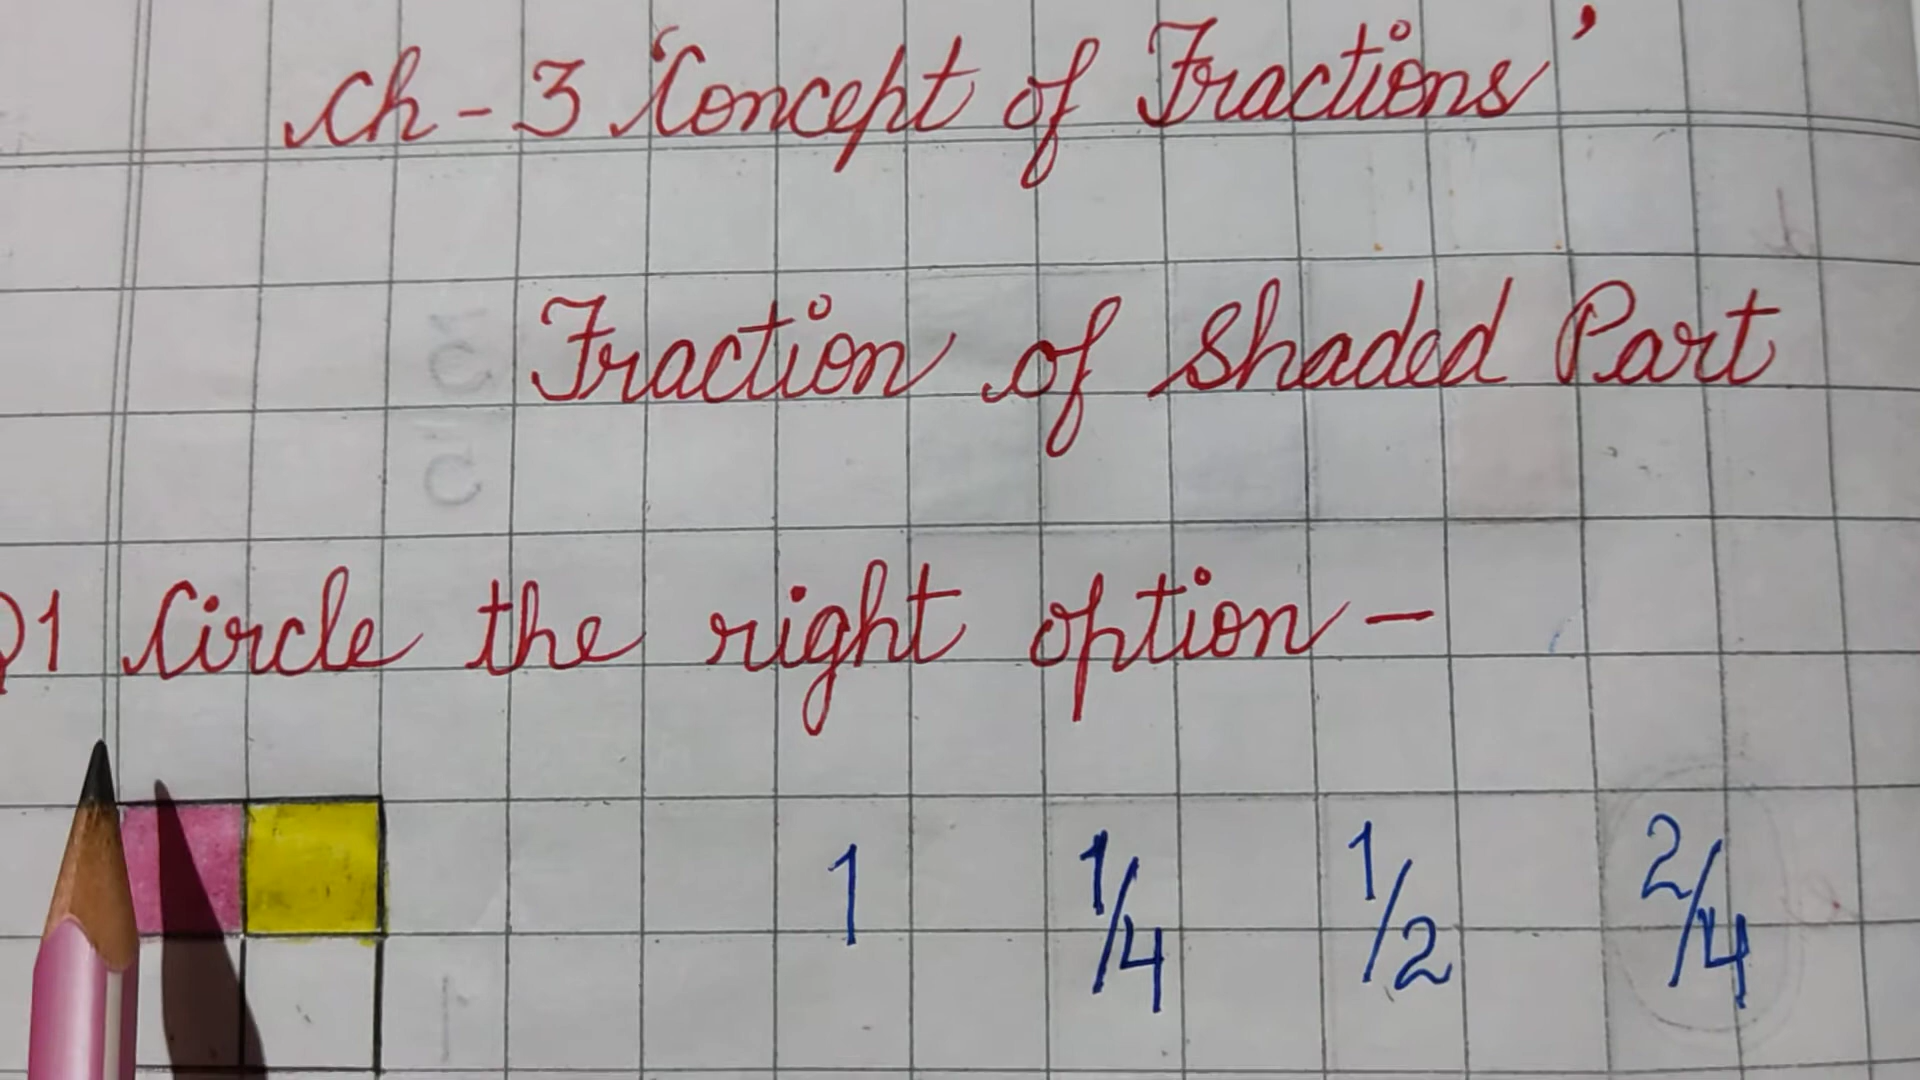 Ch - 3 'Concept of Fractions'
Fraction of Shaded Part
Q1 Circle the right option -
1 1/4 1/2 2/4